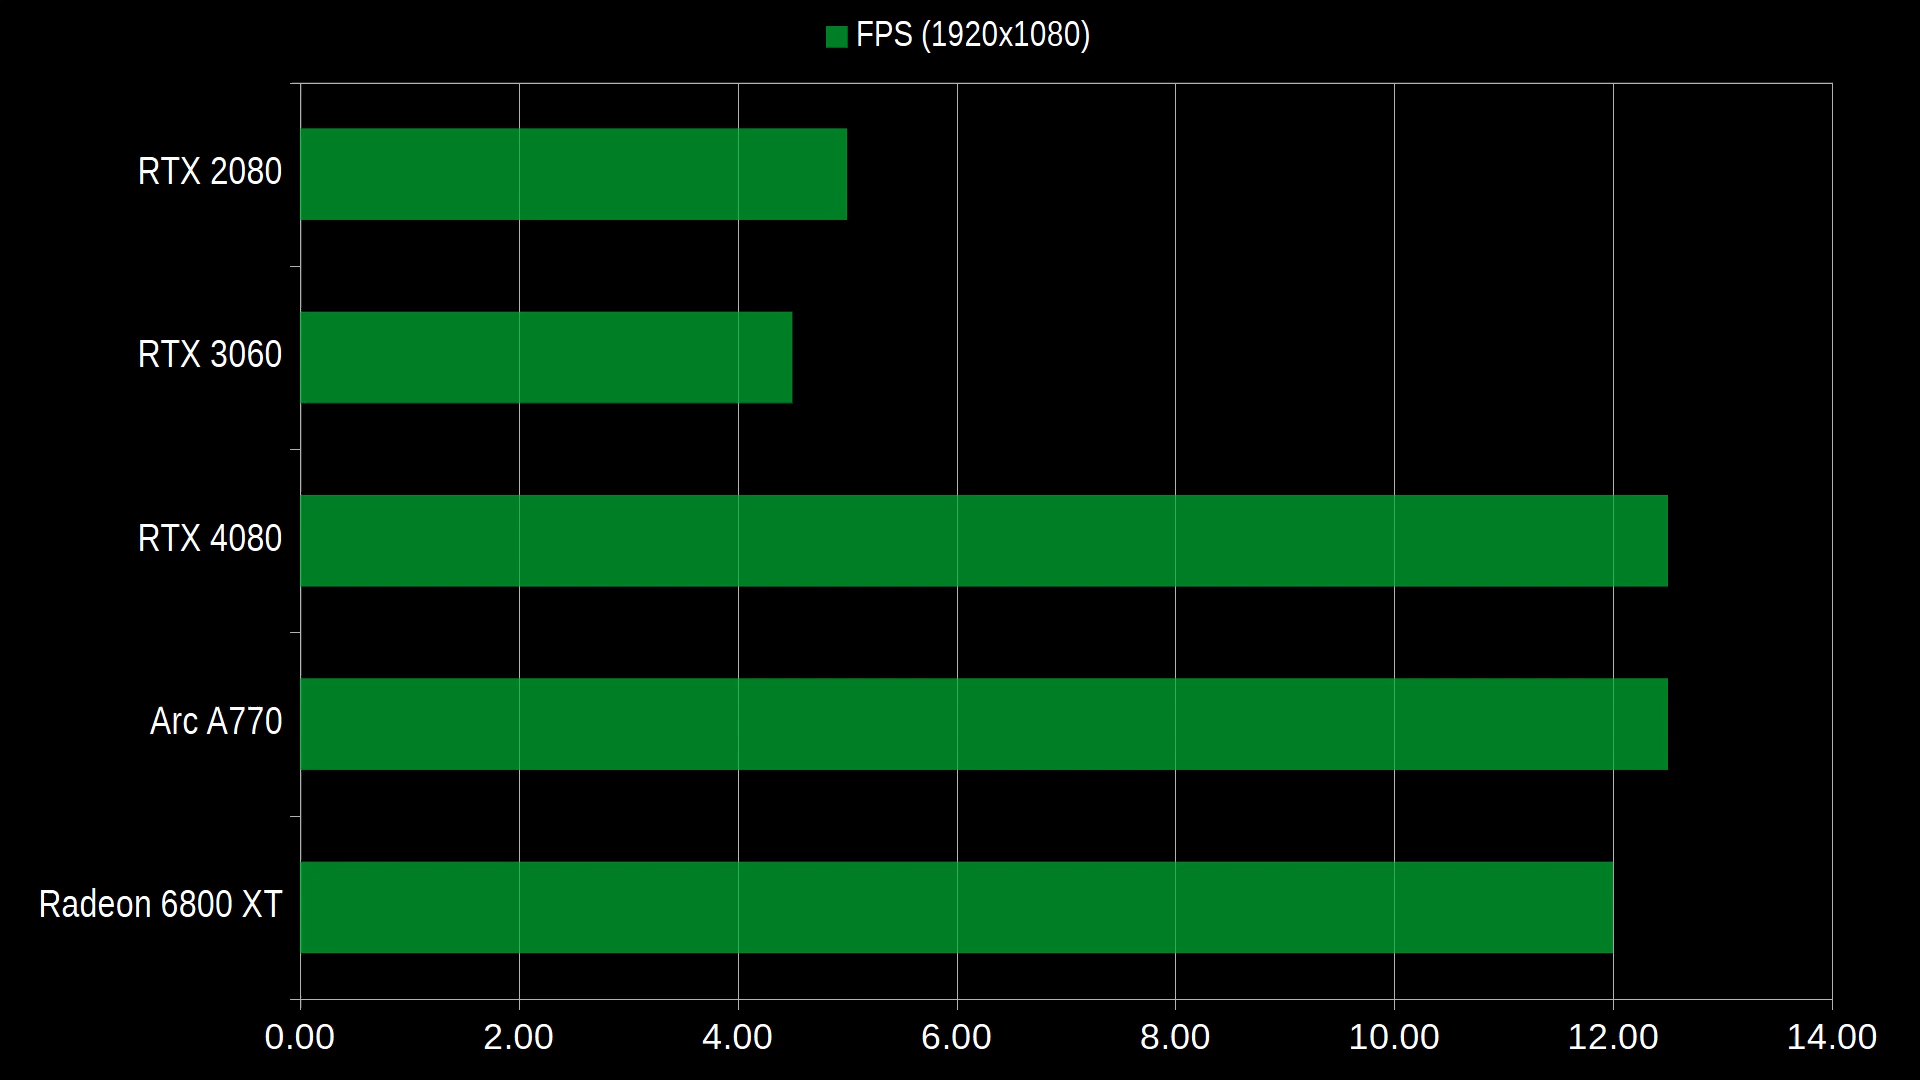 FPS (1920x1080)
RTX 2080
RTX 3060
RTX 4080
Arc A770
Radeon 6800 XT
0.00 2.00 4.00 6.00 8.00 10.00 12.00 14.00